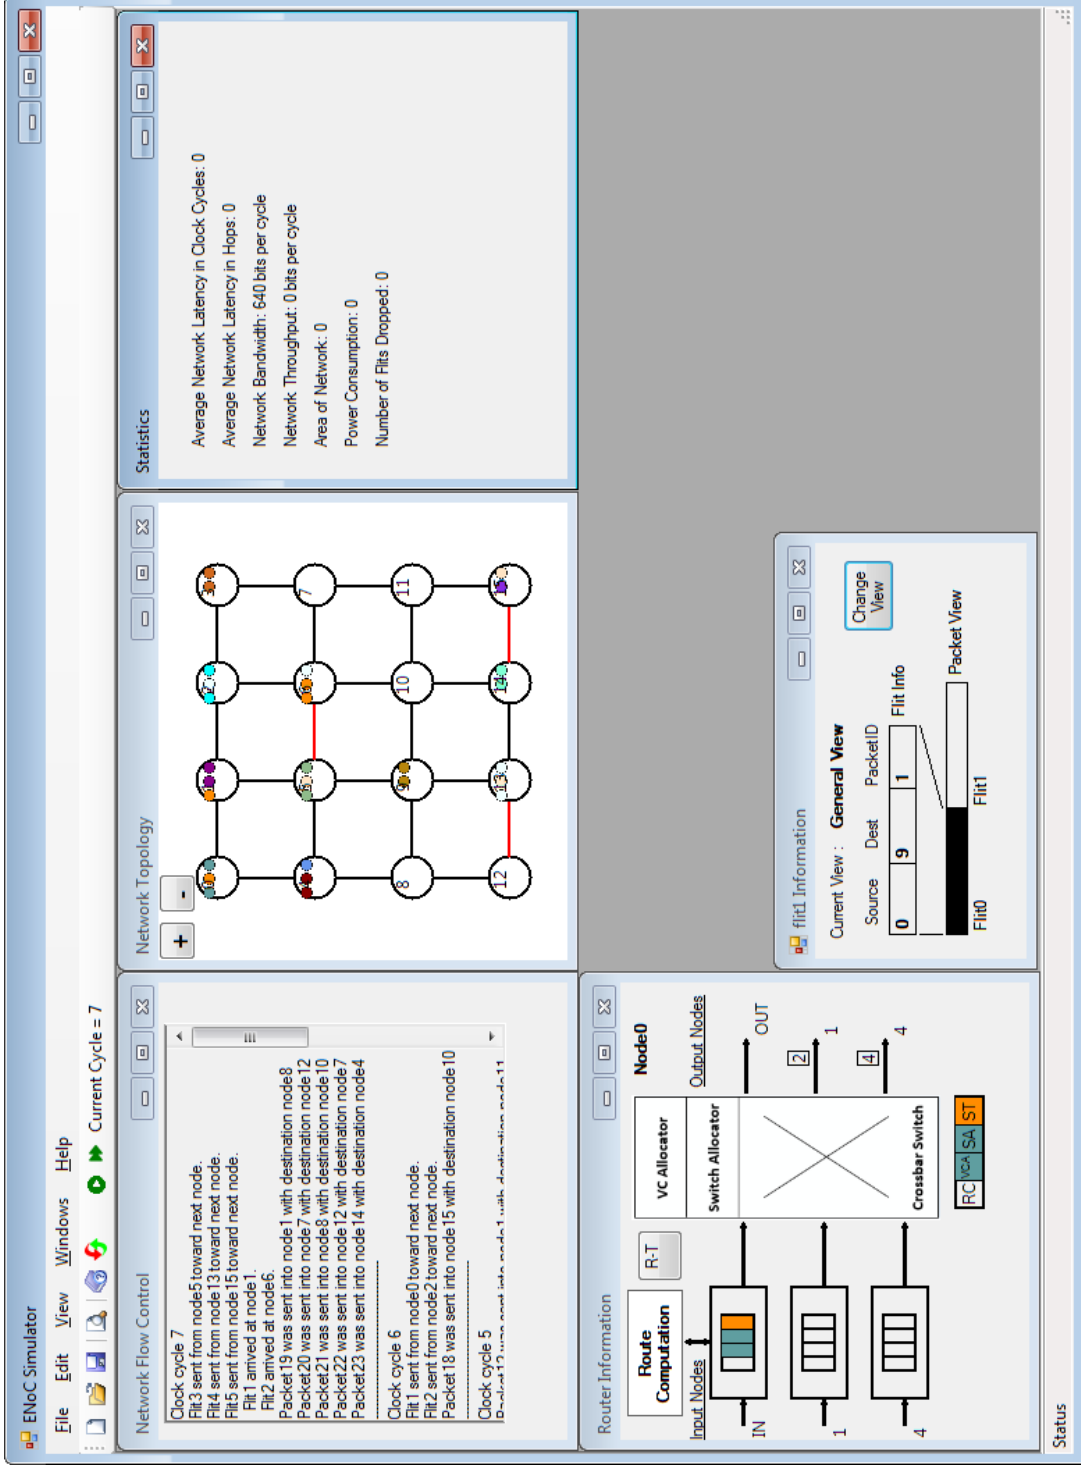 ENoC Simulator
File Edit View Windows Help
Current Cycle = 7
Network Flow Control
Clock cycle 7
Flit3 sent from node5 toward next node.
Flit4 sent from node13 toward next node.
Flit5 sent from node15 toward next node.
Flit1 arrived at node1.
Flit2 arrived at node6.
Packet19 was sent into node1 with destination node8
Packet20 was sent into node7 with destination node12
Packet21 was sent into node8 with destination node10
Packet22 was sent into node12 with destination node7
Packet23 was sent into node14 with destination node4
Clock cycle 6
Flit1 sent from node0 toward next node.
Flit2 sent from node2 toward next node.
Packet18 was sent into node15 with destination node10
Clock cycle 5
Network Topology
+ -
7
8 10 11
12 13 14
Statistics
Average Network Latency in Clock Cycles: 0
Average Network Latency in Hops: 0
Network Bandwidth: 640 bits per cycle
Network Throughput: 0 bits per cycle
Area of Network: 0
Power Consumption: 0
Number of Flits Dropped: 0
Router Information
Route Computation
R-T
Node0
Input Nodes
Output Nodes
VC Allocator
Switch Allocator
Crossbar Switch
IN
1
4
OUT
2
1
4
4
RC VCA SA ST
flit1 Information
Current View : General View
Change View
Source Dest PacketID
0 9 1
Flit Info
Flit0 Flit1
Packet View
Status